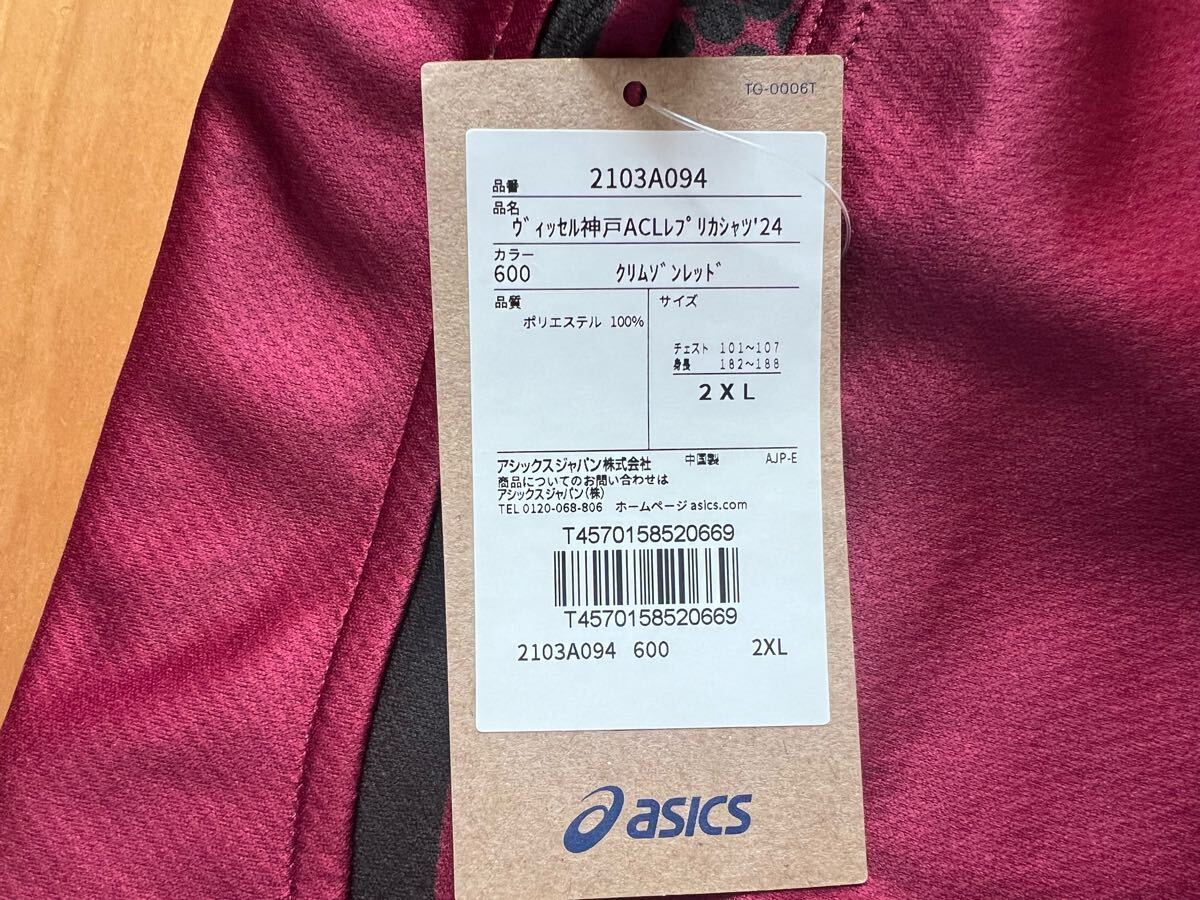 TG-0006T
品番 2103A094
品名
ヴィッセル神戸ACLレプリカシャツ'24
カラー
600 クリムゾンレッド
品質 サイズ
ポリエステル 100%
チェスト 101~107
身長 182~188
2XL
アシックスジャパン株式会社 中国製 AJP-E
商品についてのお問い合わせは
アシックスジャパン(株)
TEL 0120-068-806 ホームページ asics.com
T4570158520669
T4570158520669
2103A094 600 2XL
asics